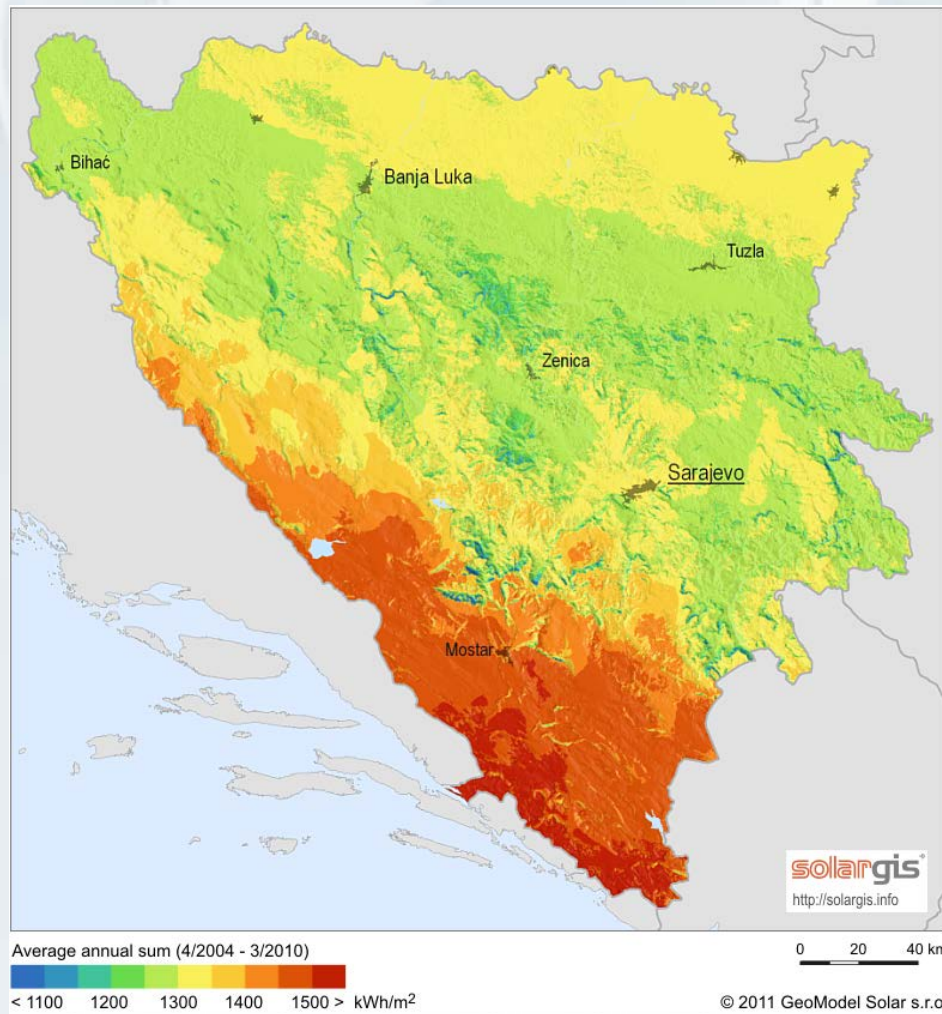 Bihać
Banja Luka
Tuzla
Zenica
Sarajevo
Mostar
solargis
http://solargis.info
Average annual sum (4/2004 - 3/2010)
0 20 40 km
< 1100 1200 1300 1400 1500 > kWh/m²
© 2011 GeoModel Solar s.r.o